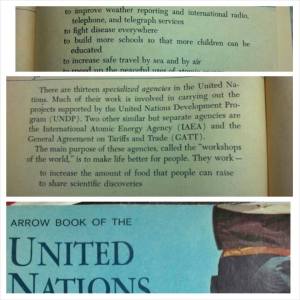 to improve weather reporting and international radio,
telephone, and telegraph services
to fight disease everywhere
to build more schools so that more children can be
educated
to increase safe travel by sea and by air
There are thirteen specialized agencies in the United Na-
tions. Much of their work is involved in carrying out the
projects supported by the United Nations Development Pro-
gram (UNDP). Two other similar but separate agencies are
the International Atomic Energy Agency (IAEA) and the
General Agreement on Tariffs and Trade (GATT).
The main purpose of these agencies, called the "workshops
of the world," is to make life better for people. They work—
to increase the amount of food that people can raise
to share scientific discoveries
ARROW BOOK OF THE
UNITED
NATIONS